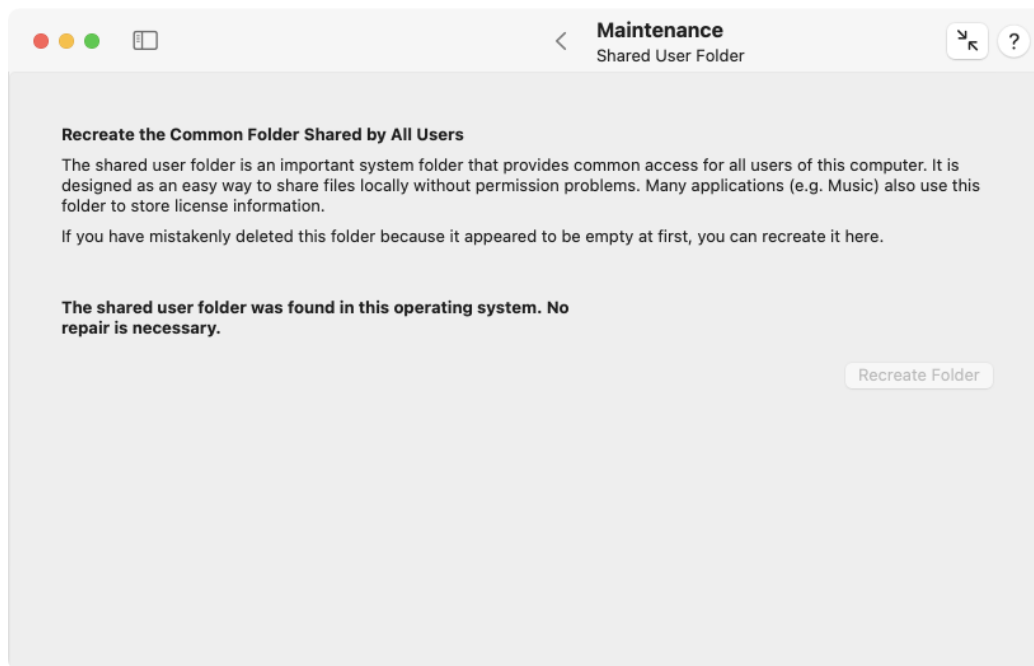 Maintenance
Shared User Folder
?
Recreate the Common Folder Shared by All Users
The shared user folder is an important system folder that provides common access for all users of this computer. It is
designed as an easy way to share files locally without permission problems. Many applications (e.g. Music) also use this
folder to store license information.
If you have mistakenly deleted this folder because it appeared to be empty at first, you can recreate it here.
The shared user folder was found in this operating system. No
repair is necessary.
Recreate Folder